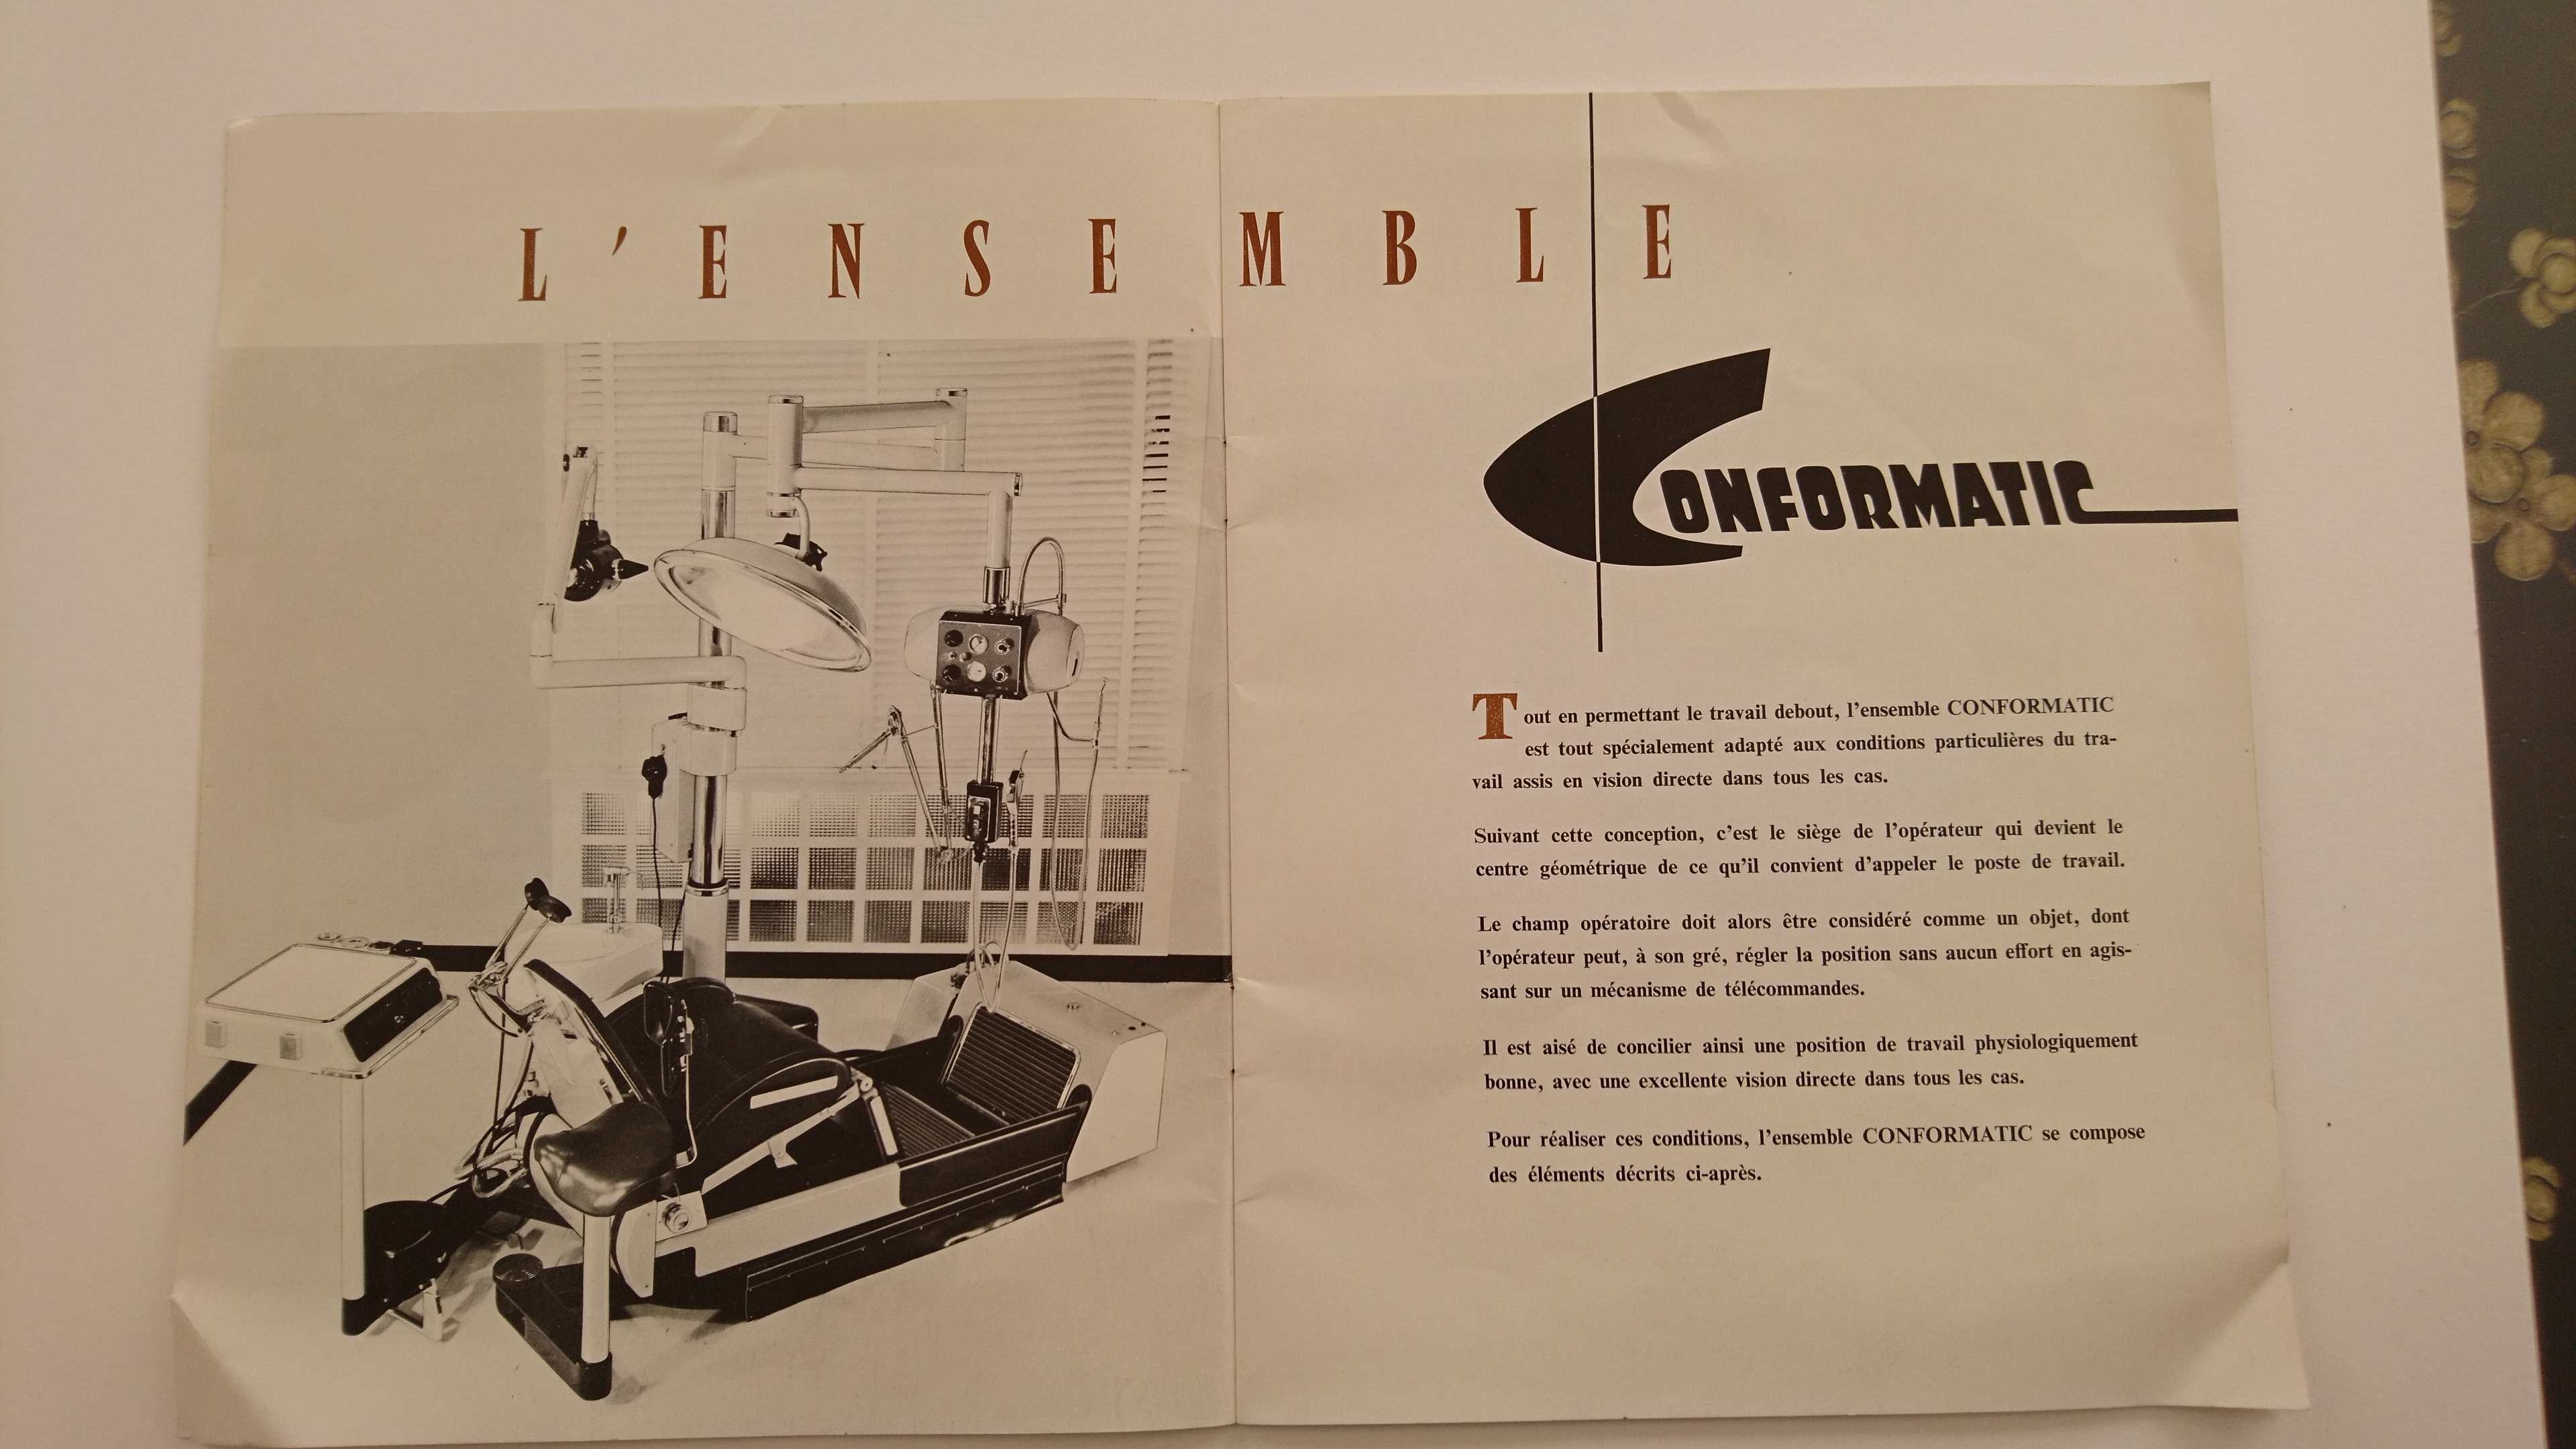 L'ENSEMBLE
CONFORMATIC
Tout en permettant le travail debout, l'ensemble CONFORMATIC
est tout spécialement adapté aux conditions particulières du tra-
vail assis en vision directe dans tous les cas.
Suivant cette conception, c'est le siège de l'opérateur qui devient le
centre géométrique de ce qu'il convient d'appeler le poste de travail.
Le champ opératoire doit alors être considéré comme un objet, dont
l'opérateur peut, à son gré, régler la position sans aucun effort en agis-
sant sur un mécanisme de télécommandes.
Il est aisé de concilier ainsi une position de travail physiologiquement
bonne, avec une excellente vision directe dans tous les cas.
Pour réaliser ces conditions, l'ensemble CONFORMATIC se compose
des éléments décrits ci-après.